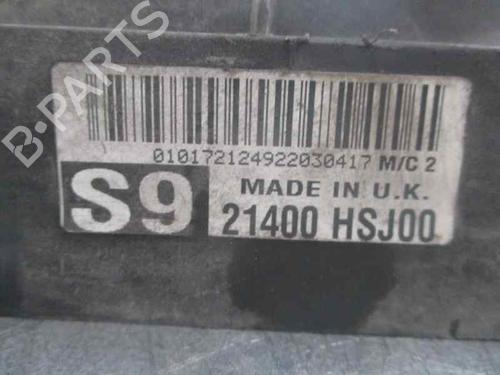 B-PARTS
010172124922030417 M/C 2
S9
MADE IN U.K.
21400 HSJ00